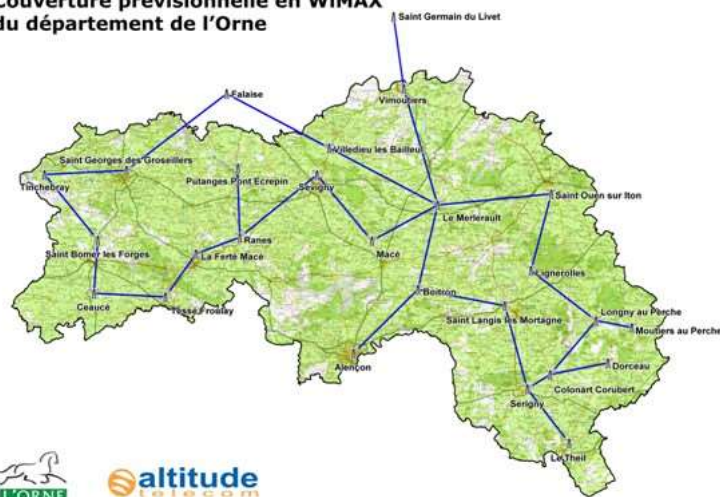 Couverture prévisionnelle en WIMAX
du département de l'Orne
Saint Germain du Livet
Falaise
Vimoutiers
Villedieu les Bailleul
Saint Georges des Groseillers
Tinchebray
Putanges Pont Ecrepin
Sevigny
Saint Ouen sur Iton
Le Merlerault
Ranes
Saint Bomer les Forges
La Ferté Macé
Macé
Lignerolles
Boitron
Ceaucé
Tessé Froulay
Saint Langis les Mortagne
Longny au Perche
Moutiers au Perche
Alençon
Dorceau
Colonart Corubert
Serigny
Le Theil
L'ORNE
altitude
telecom